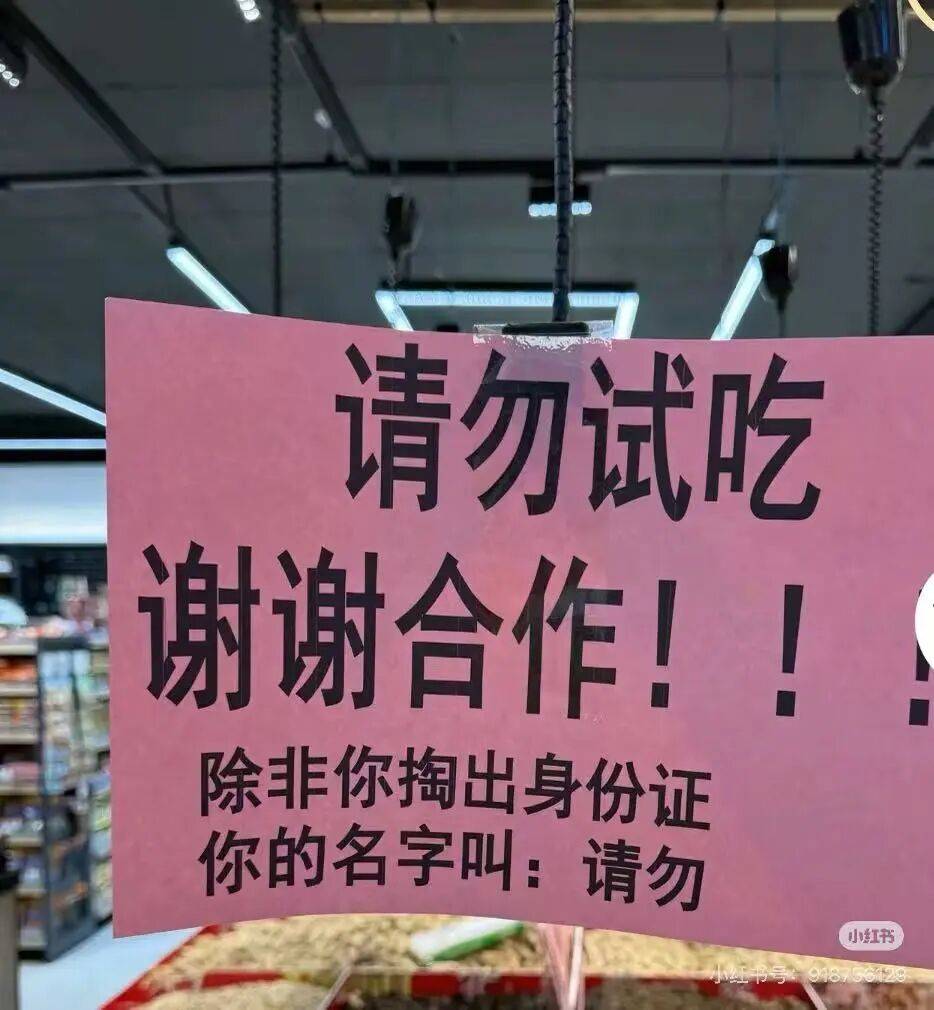 请勿试吃
谢谢合作！！！
除非你掏出身份证
你的名字叫：请勿
小红书
小红书号：918756129